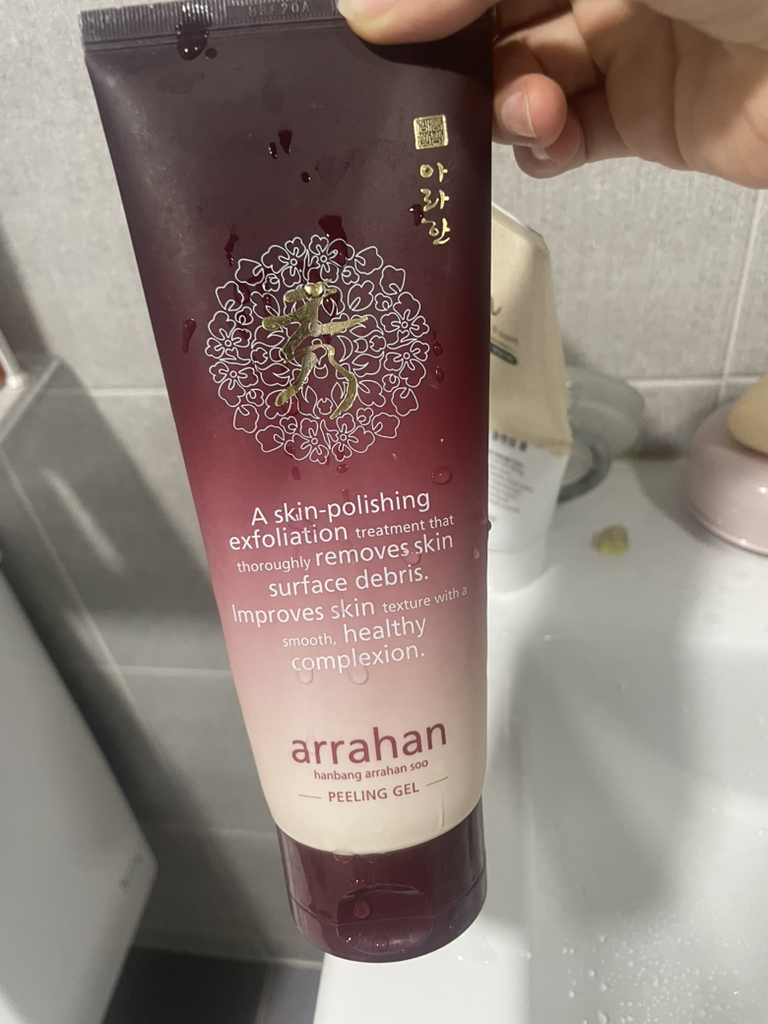 아
라
한
秀
A skin-polishing
exfoliation treatment that
thoroughly removes skin
surface debris.
Improves skin texture with a
smooth, healthy
complexion.
arrahan
hanbang arrahan soo
PEELING GEL